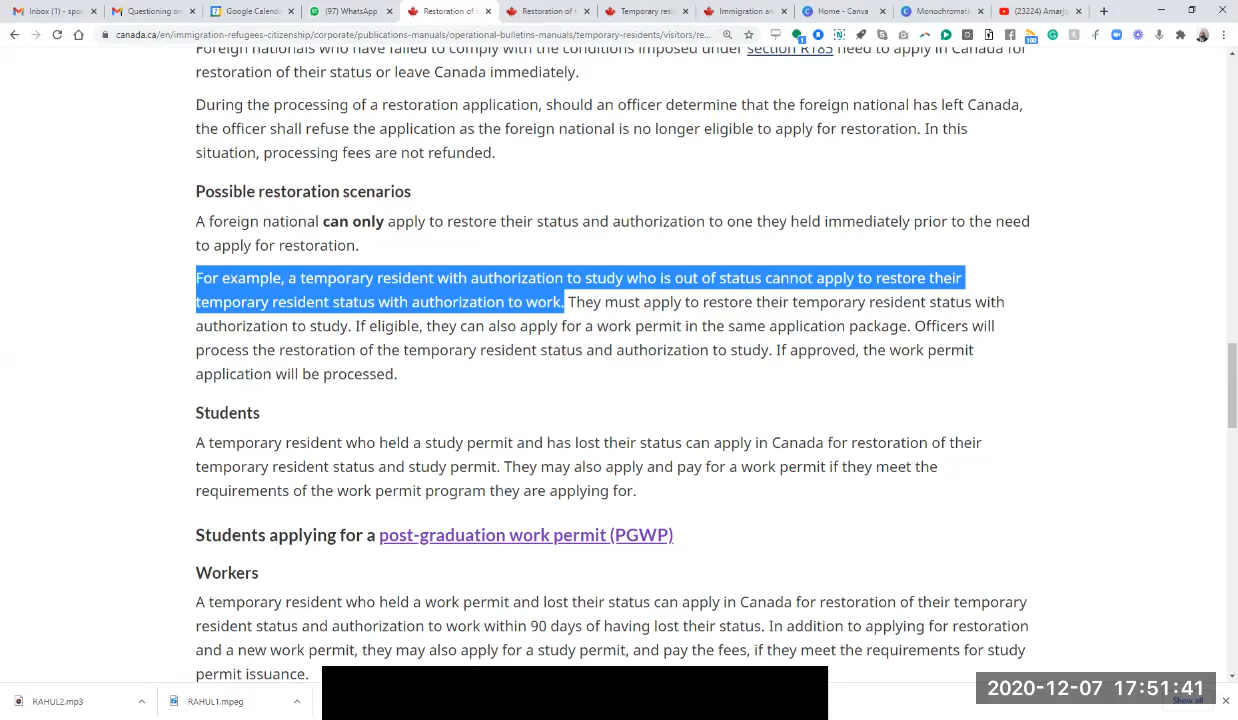 Inbox (1) - spo
Questioning on
Google Calend
(97) WhatsApp
Restoration of
Restoration of
Temporary resi
Immigration an
Home - Canva
Monochromati
(23224) Amarj
canada.ca/en/immigration-refugees-citizenship/corporate/publications-manuals/operational-bulletins-manuals/temporary-residents/visitors/re...
Foreign nationals who have failed to comply with the conditions imposed under section R185 need to apply in Canada for
restoration of their status or leave Canada immediately.
During the processing of a restoration application, should an officer determine that the foreign national has left Canada,
the officer shall refuse the application as the foreign national is no longer eligible to apply for restoration. In this
situation, processing fees are not refunded.
Possible restoration scenarios
A foreign national can only apply to restore their status and authorization to one they held immediately prior to the need
to apply for restoration.
For example, a temporary resident with authorization to study who is out of status cannot apply to restore their
temporary resident status with authorization to work. They must apply to restore their temporary resident status with
authorization to study. If eligible, they can also apply for a work permit in the same application package. Officers will
process the restoration of the temporary resident status and authorization to study. If approved, the work permit
application will be processed.
Students
A temporary resident who held a study permit and has lost their status can apply in Canada for restoration of their
temporary resident status and study permit. They may also apply and pay for a work permit if they meet the
requirements of the work permit program they are applying for.
Students applying for a post-graduation work permit (PGWP)
Workers
A temporary resident who held a work permit and lost their status can apply in Canada for restoration of their temporary
resident status and authorization to work within 90 days of having lost their status. In addition to applying for restoration
and a new work permit, they may also apply for a study permit, and pay the fees, if they meet the requirements for study
permit issuance.
RAHUL2.mp3
RAHUL1.mpeg
2020-12-07 17:51:41
Show all